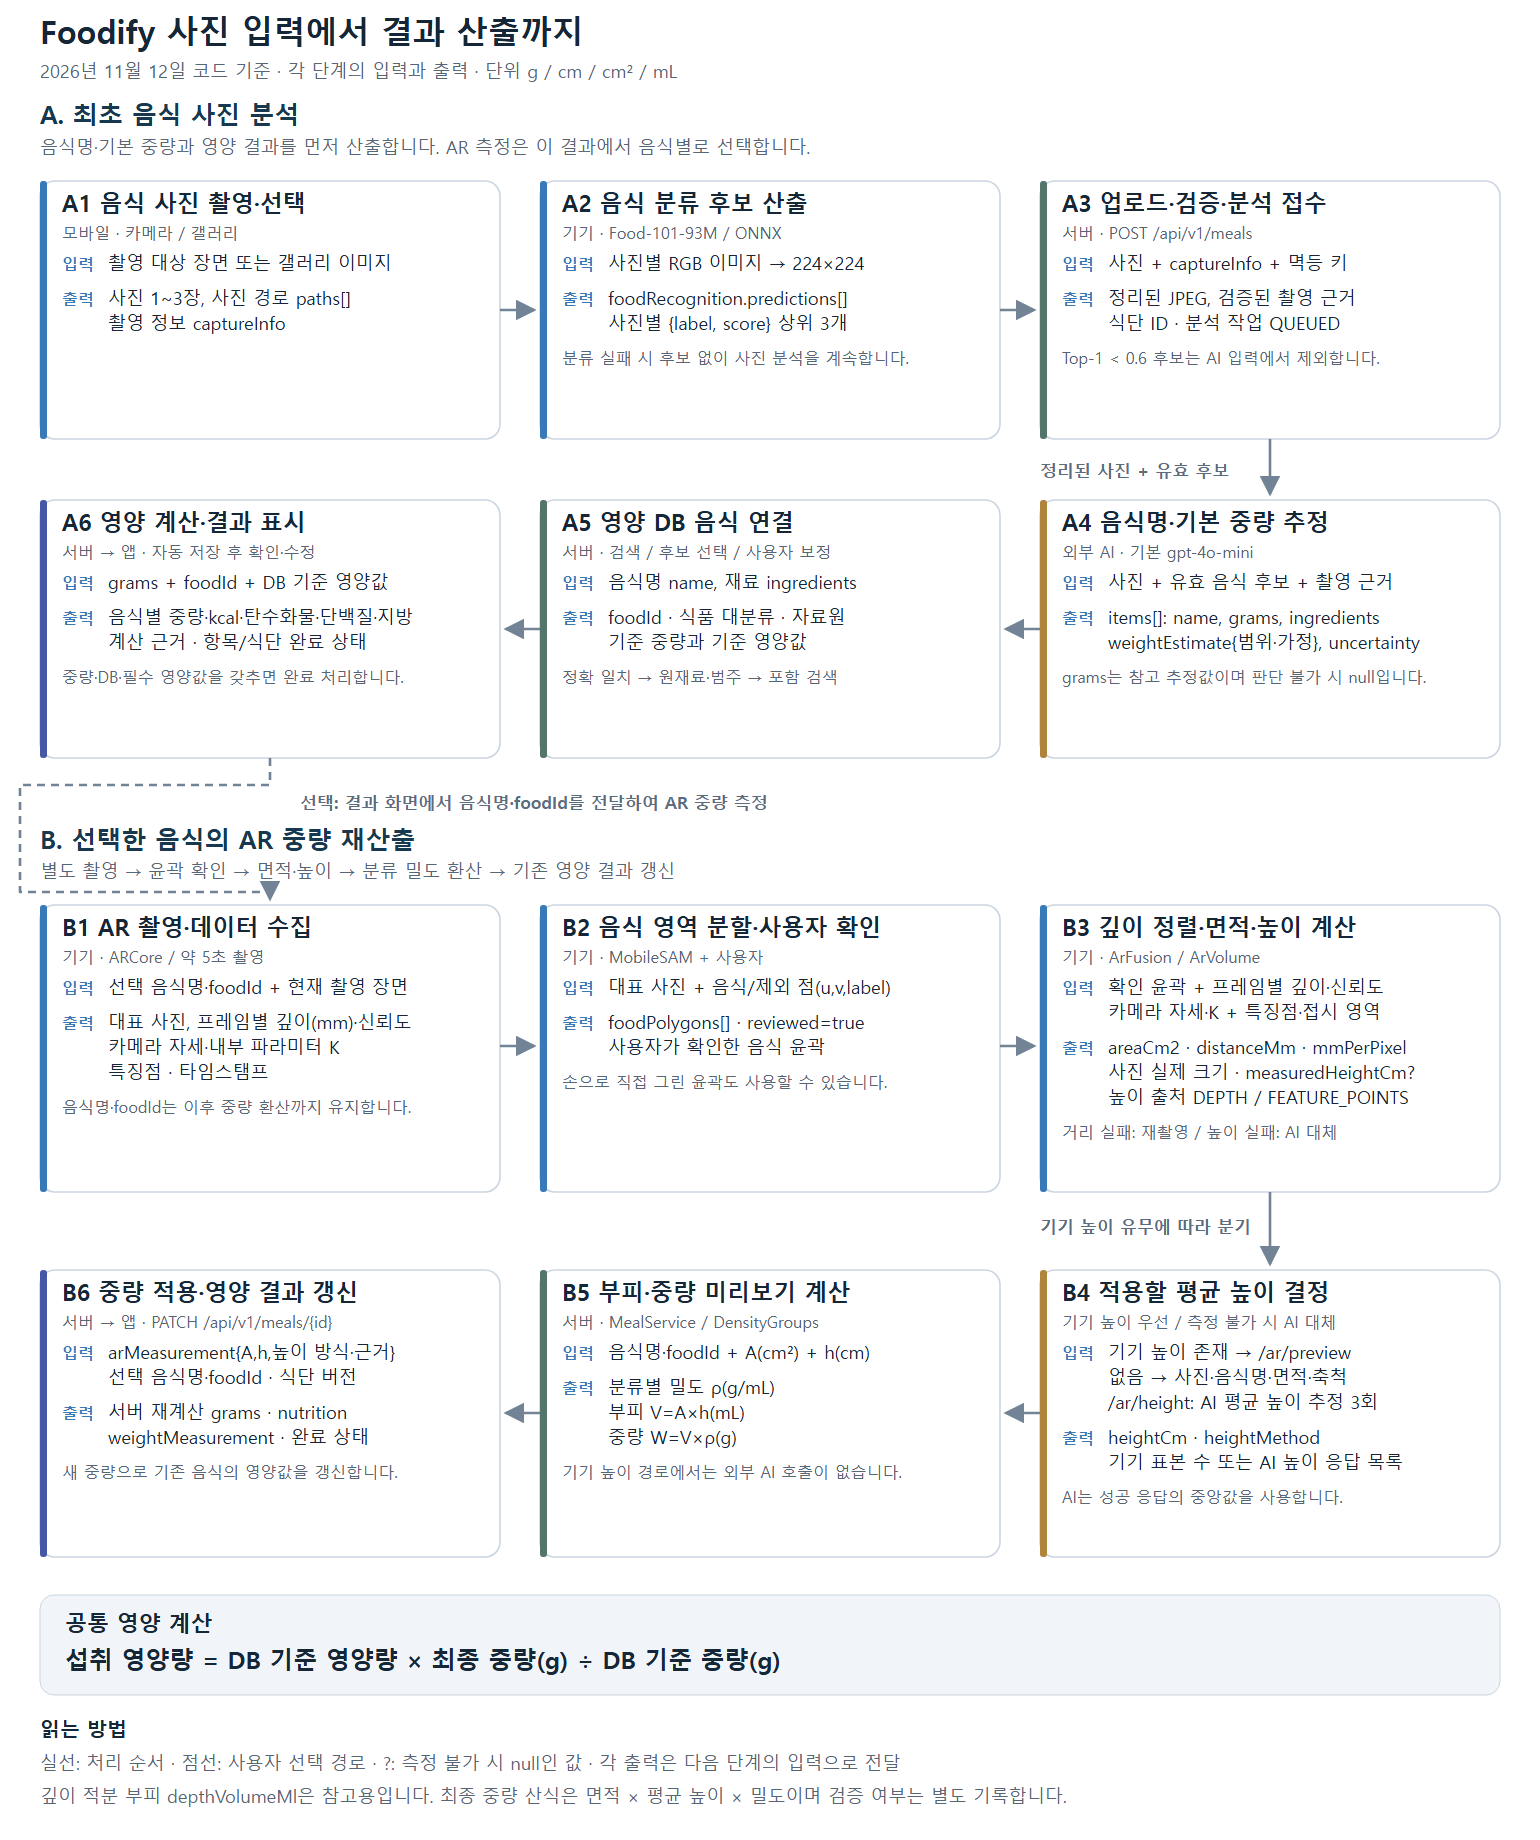 Foodify 사진 입력에서 결과 산출까지
2026년 11월 12일 코드 기준 · 각 단계의 입력과 출력 · 단위 g / cm / cm² / mL
A. 최초 음식 사진 분석
음식명·기본 중량과 영양 결과를 먼저 산출합니다. AR 측정은 이 결과에서 음식별로 선택합니다.
A1 음식 사진 촬영·선택
모바일 · 카메라 / 갤러리
입력 촬영 대상 장면 또는 갤러리 이미지
출력 사진 1~3장, 사진 경로 paths[]
촬영 정보 captureInfo
A2 음식 분류 후보 산출
기기 · Food-101-93M / ONNX
입력 사진별 RGB 이미지 → 224×224
출력 foodRecognition.predictions[]
사진별 {label, score} 상위 3개
분류 실패 시 후보 없이 사진 분석을 계속합니다.
A3 업로드·검증·분석 접수
서버 · POST /api/v1/meals
입력 사진 + captureInfo + 멱등 키
출력 정리된 JPEG, 검증된 촬영 근거
식단 ID · 분석 작업 QUEUED
Top-1 < 0.6 후보는 AI 입력에서 제외합니다.
정리된 사진 + 유효 후보
A4 음식명·기본 중량 추정
외부 AI · 기본 gpt-4o-mini
입력 사진 + 유효 음식 후보 + 촬영 근거
출력 items[]: name, grams, ingredients
weightEstimate{범위·가정}, uncertainty
grams는 참고 추정값이며 판단 불가 시 null입니다.
A5 영양 DB 음식 연결
서버 · 검색 / 후보 선택 / 사용자 보정
입력 음식명 name, 재료 ingredients
출력 foodId · 식품 대분류 · 자료원
기준 중량과 기준 영양값
정확 일치 → 원재료·범주 → 포함 검색
A6 영양 계산·결과 표시
서버 → 앱 · 자동 저장 후 확인·수정
입력 grams + foodId + DB 기준 영양값
출력 음식별 중량·kcal·탄수화물·단백질·지방
계산 근거 · 항목/식단 완료 상태
중량·DB·필수 영양값을 갖추면 완료 처리합니다.
선택: 결과 화면에서 음식명·foodId를 전달하여 AR 중량 측정
B. 선택한 음식의 AR 중량 재산출
별도 촬영 → 윤곽 확인 → 면적·높이 → 분류 밀도 환산 → 기존 영양 결과 갱신
B1 AR 촬영·데이터 수집
기기 · ARCore / 약 5초 촬영
입력 선택 음식명·foodId + 현재 촬영 장면
출력 대표 사진, 프레임별 깊이(mm)·신뢰도
카메라 자세·내부 파라미터 K
특징점 · 타임스탬프
음식명·foodId는 이후 중량 환산까지 유지합니다.
B2 음식 영역 분할·사용자 확인
기기 · MobileSAM + 사용자
입력 대표 사진 + 음식/제외 점(u,v,label)
출력 foodPolygons[] · reviewed=true
사용자가 확인한 음식 윤곽
손으로 직접 그린 윤곽도 사용할 수 있습니다.
B3 깊이 정렬·면적·높이 계산
기기 · ArFusion / ArVolume
입력 확인 윤곽 + 프레임별 깊이·신뢰도
카메라 자세·K + 특징점·접시 영역
출력 areaCm2 · distanceMm · mmPerPixel
사진 실제 크기 · measuredHeightCm?
높이 출처 DEPTH / FEATURE_POINTS
거리 실패: 재촬영 / 높이 실패: AI 대체
기기 높이 유무에 따라 분기
B4 적용할 평균 높이 결정
기기 높이 우선 / 측정 불가 시 AI 대체
입력 기기 높이 존재 → /ar/preview
없음 → 사진·음식명·면적·축척
/ar/height: AI 평균 높이 추정 3회
출력 heightCm · heightMethod
기기 표본 수 또는 AI 높이 응답 목록
AI는 성공 응답의 중앙값을 사용합니다.
B5 부피·중량 미리보기 계산
서버 · MealService / DensityGroups
입력 음식명·foodId + A(cm²) + h(cm)
출력 분류별 밀도 ρ(g/mL)
부피 V=A×h(mL)
중량 W=V×ρ(g)
기기 높이 경로에서는 외부 AI 호출이 없습니다.
B6 중량 적용·영양 결과 갱신
서버 → 앱 · PATCH /api/v1/meals/{id}
입력 arMeasurement{A,h,높이 방식·근거}
선택 음식명·foodId · 식단 버전
출력 서버 재계산 grams · nutrition
weightMeasurement · 완료 상태
새 중량으로 기존 음식의 영양값을 갱신합니다.
공통 영양 계산
섭취 영양량 = DB 기준 영양량 × 최종 중량(g) ÷ DB 기준 중량(g)
읽는 방법
실선: 처리 순서 · 점선: 사용자 선택 경로 · ?: 측정 불가 시 null인 값 · 각 출력은 다음 단계의 입력으로 전달
깊이 적분 부피 depthVolumeMl은 참고용입니다. 최종 중량 산식은 면적 × 평균 높이 × 밀도이며 검증 여부는 별도 기록합니다.